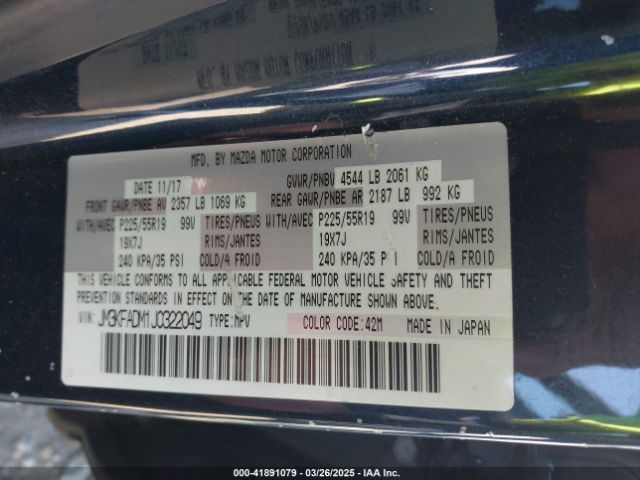 MFD. BY MAZDA MOTOR CORPORATION
DATE 11/17 GVWR/PNBV 4544 LB 2061 KG
FRONT GAWR/PNBE AV 2357 LB 1069 KG REAR GAWR/PNBE AR 2187 LB 992 KG
WITH/AVEC P225/55R19 99V TIRES/PNEUS WITH/AVEC P225/55R19 99V TIRES/PNEUS
19X7J RIMS/JANTES 19X7J RIMS/JANTES
240 KPA/35 PSI COLD/A FROID 240 KPA/35 PSI COLD/A FROID
THIS VEHICLE CONFORMS TO ALL APPLICABLE FEDERAL MOTOR VEHICLE SAFETY AND THEFT
PREVENTION STANDARDS IN EFFECT ON THE DATE OF MANUFACTURE SHOWN ABOVE.
VIN: JM3KFADM1J0322049 TYPE:MPV COLOR CODE:42M MADE IN JAPAN
000-41891079 — 03/26/2025 — IAA Inc.